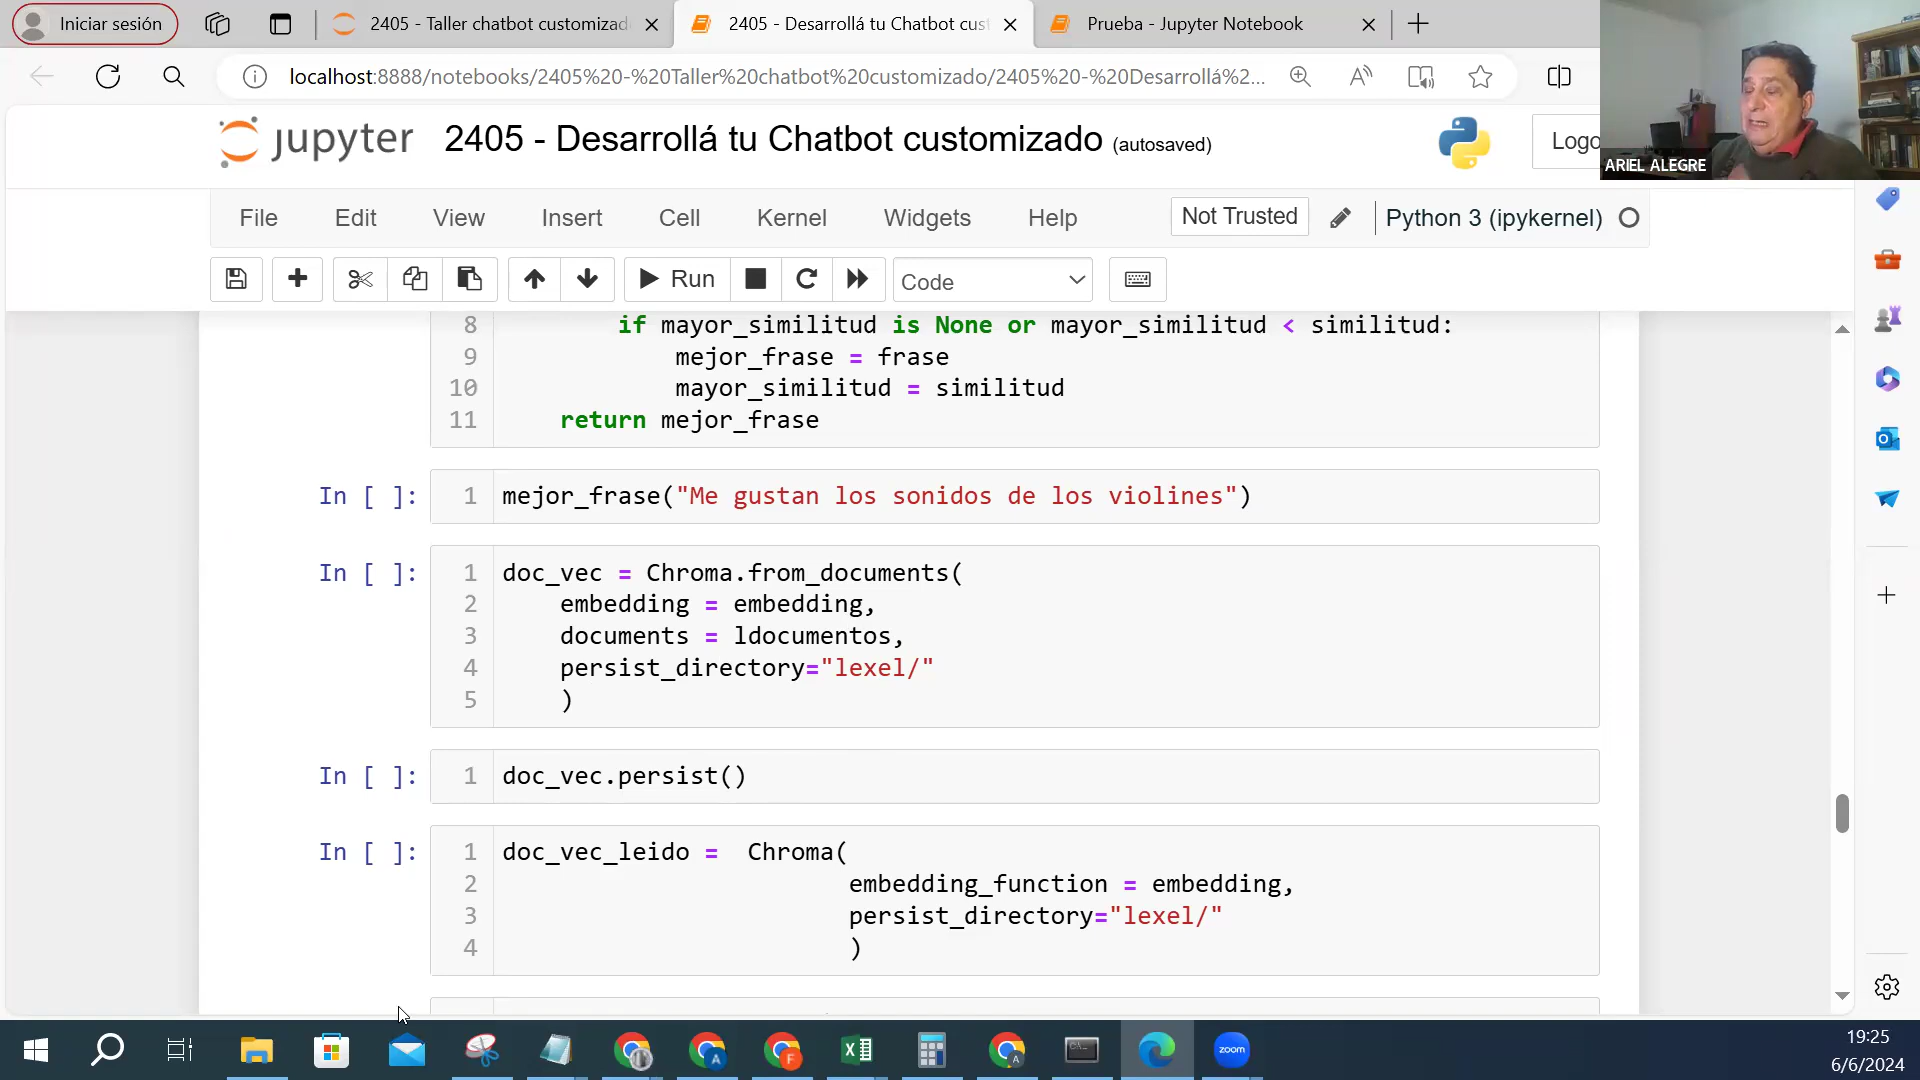 Iniciar sesión
2405 - Taller chatbot customizado
2405 - Desarrollá tu Chatbot cust
Prueba - Jupyter Notebook
localhost:8888/notebooks/2405%20-%20Taller%20chatbot%20customizado/2405%20-%20Desarrollá%2...
jupyter
2405 - Desarrollá tu Chatbot customizado (autosaved)
Logo
ARIEL ALEGRE
File Edit View Insert Cell Kernel Widgets Help
Not Trusted
Python 3 (ipykernel)
Run
Code
8 if mayor_similitud is None or mayor_similitud < similitud:
9 mejor_frase = frase
10 mayor_similitud = similitud
11 return mejor_frase
In [ ]: 1 mejor_frase("Me gustan los sonidos de los violines")
In [ ]: 1 doc_vec = Chroma.from_documents(
2 embedding = embedding,
3 documents = ldocumentos,
4 persist_directory="lexel/"
5 )
In [ ]: 1 doc_vec.persist()
In [ ]: 1 doc_vec_leido = Chroma(
2 embedding_function = embedding,
3 persist_directory="lexel/"
4 )
zoom
19:25
6/6/2024